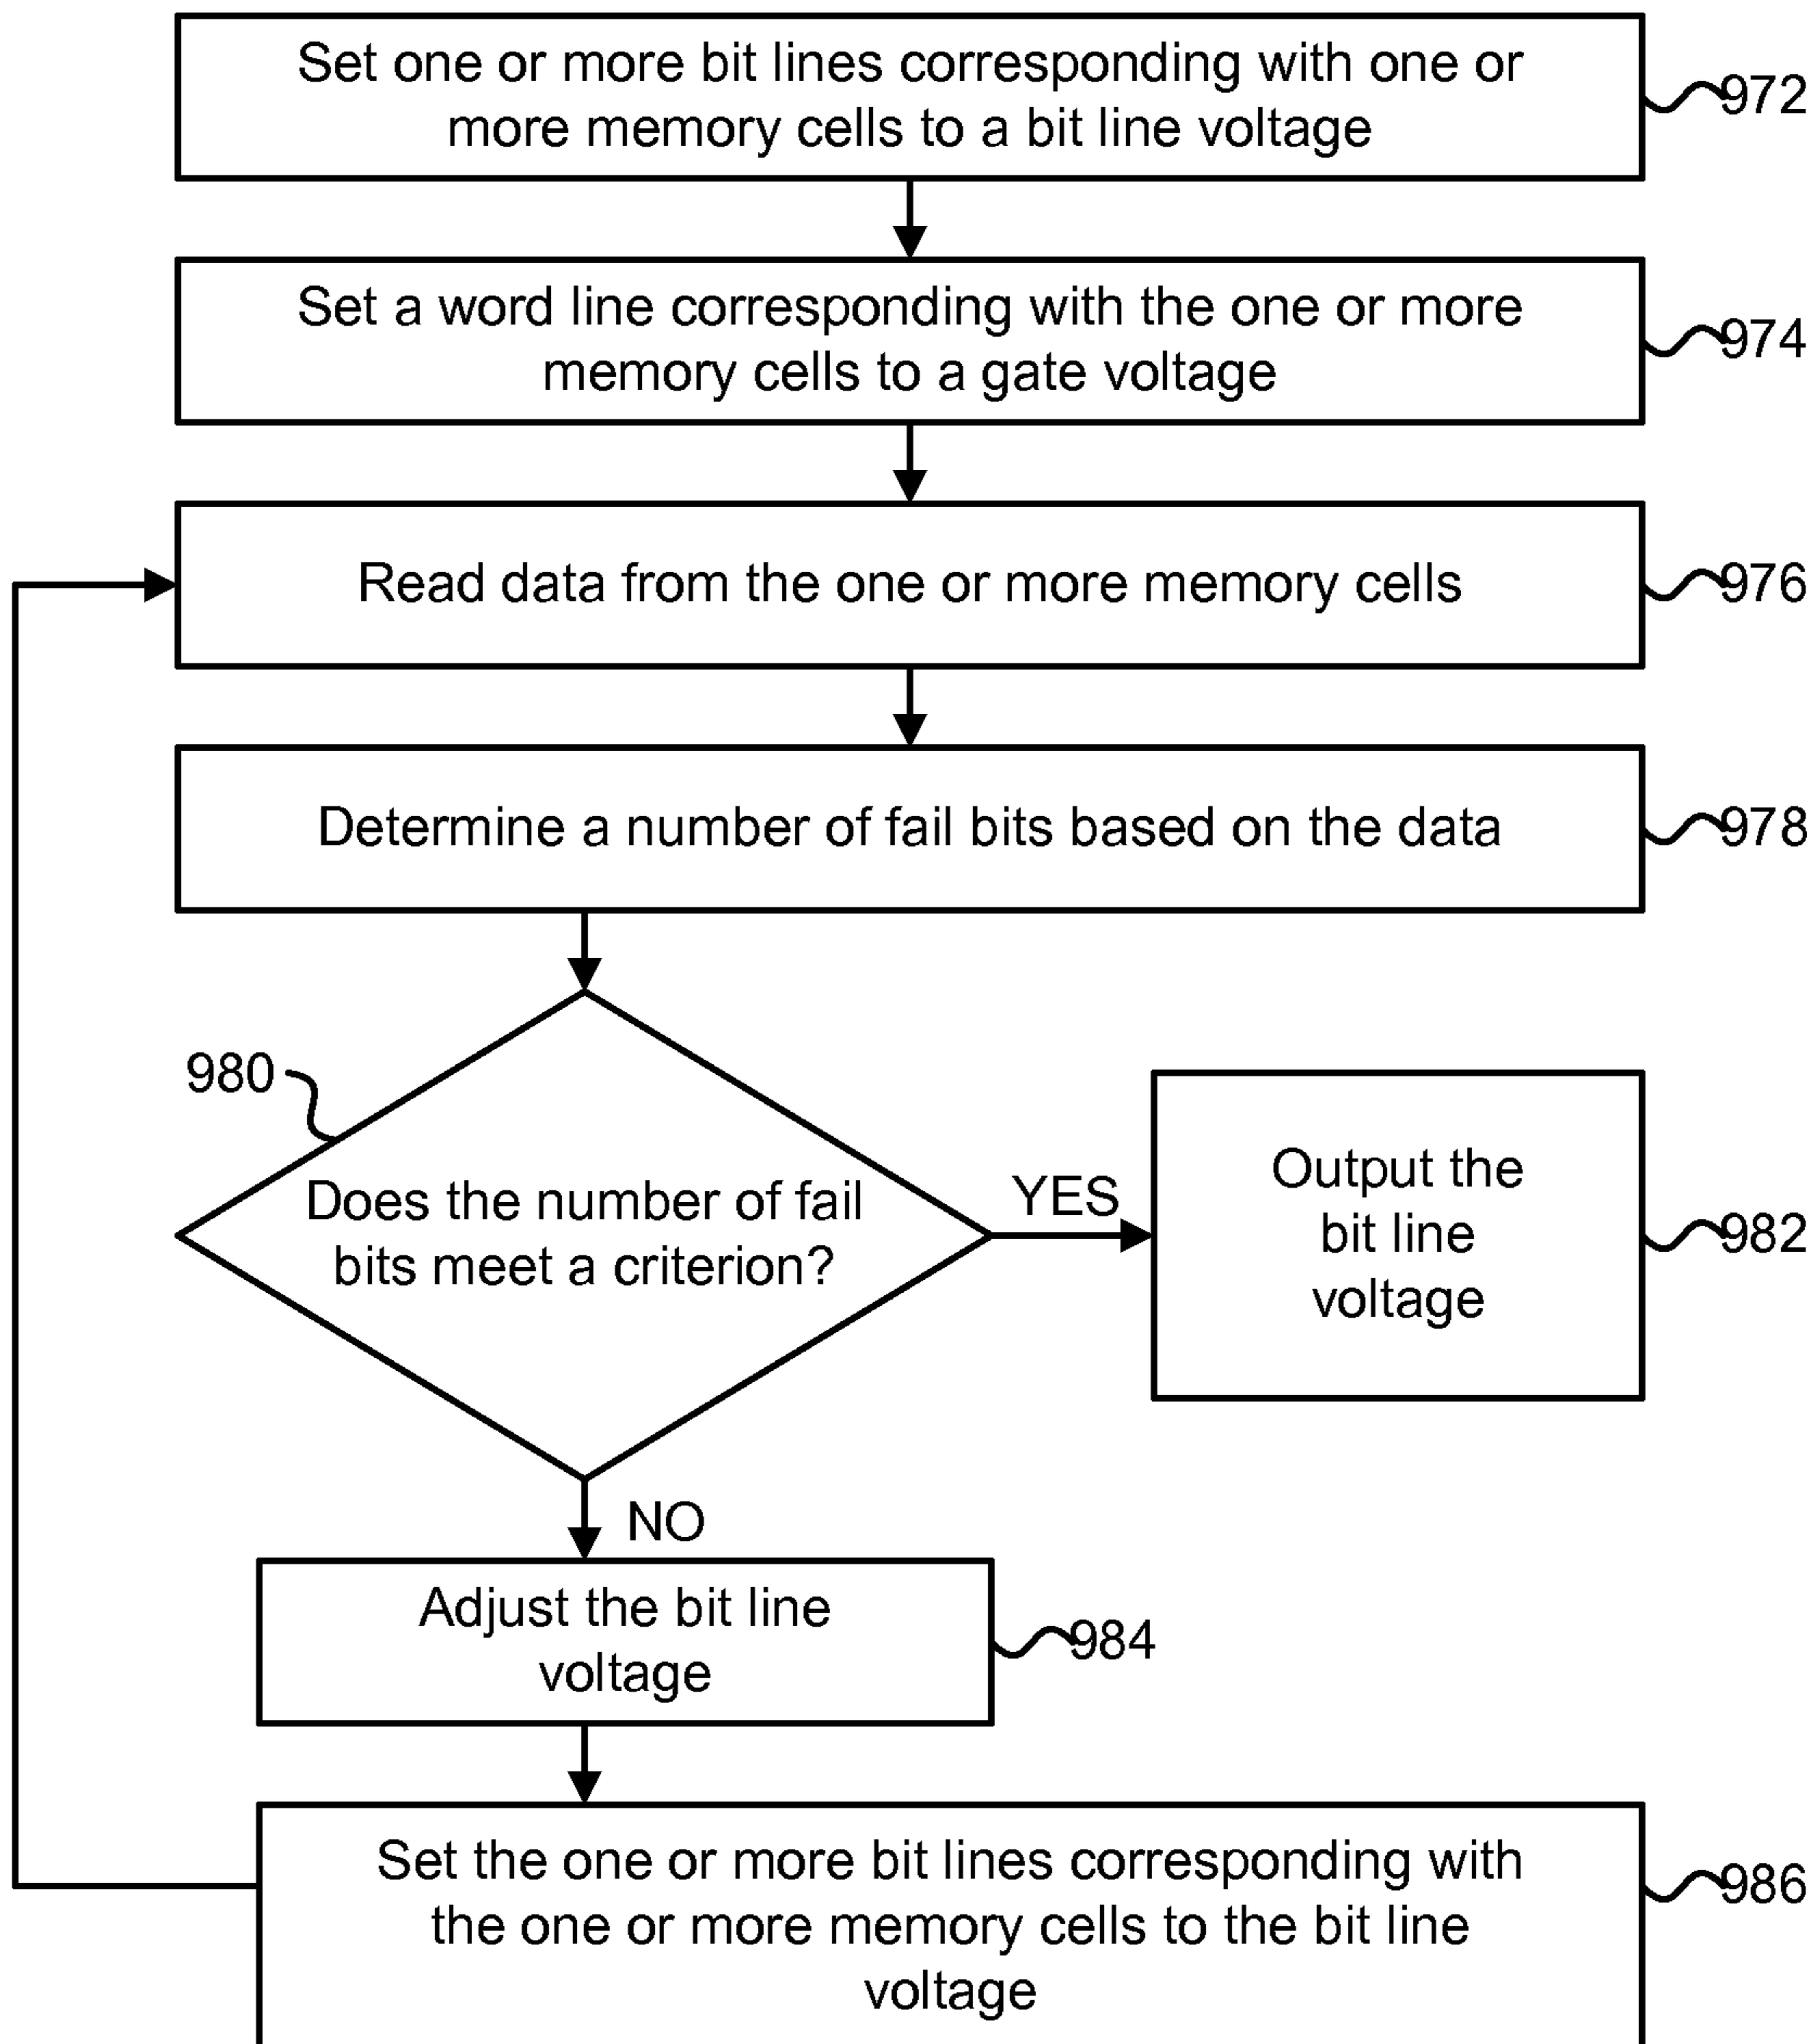 Set one or more bit lines corresponding with one or
more memory cells to a bit line voltage
972
Set a word line corresponding with the one or more
memory cells to a gate voltage
974
Read data from the one or more memory cells
976
Determine a number of fail bits based on the data
978
980
Does the number of fail
bits meet a criterion?
YES
Output the
bit line
voltage
982
NO
Adjust the bit line
voltage
984
Set the one or more bit lines corresponding with
the one or more memory cells to the bit line
voltage
986